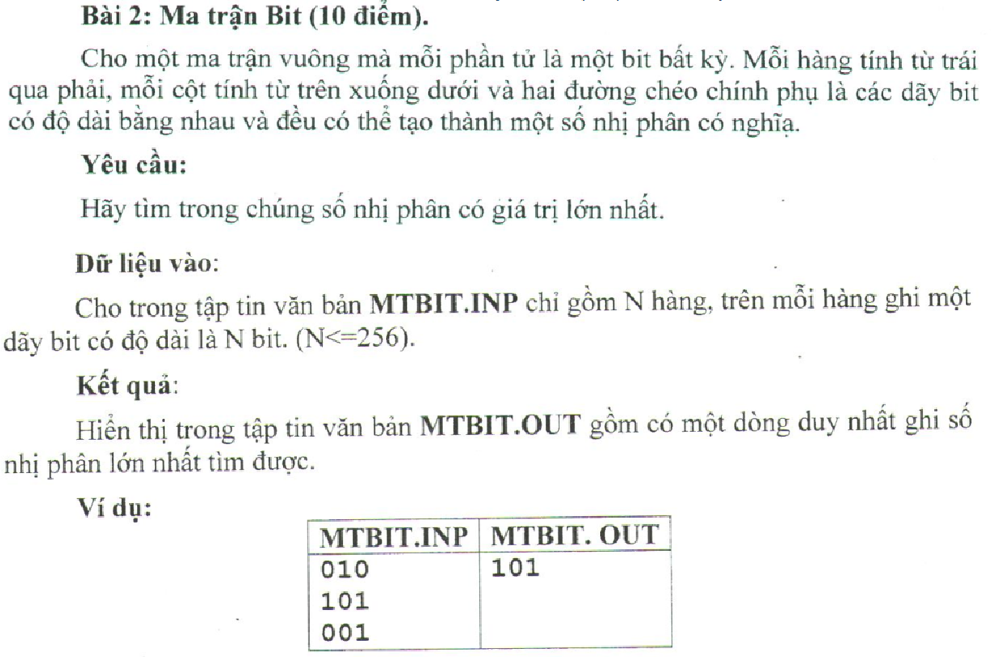 Bài 2: Ma trận Bit (10 điểm).
Cho một ma trận vuông mà mỗi phần tử là một bit bất kỳ. Mỗi hàng tính từ trái
qua phải, mỗi cột tính từ trên xuống dưới và hai đường chéo chính phụ là các dãy bit
có độ dài bằng nhau và đều có thể tạo thành một số nhị phân có nghĩa.
Yêu cầu:
Hãy tìm trong chúng số nhị phân có giá trị lớn nhất.
Dữ liệu vào:
Cho trong tập tin văn bản MTBIT.INP chỉ gồm N hàng, trên mỗi hàng ghi một
dãy bit có độ dài là N bit. (N<=256).
Kết quả:
Hiển thị trong tập tin văn bản MTBIT.OUT gồm có một dòng duy nhất ghi số
nhị phân lớn nhất tìm được.
Ví dụ:
MTBIT.INP MTBIT. OUT
010 101
101
001